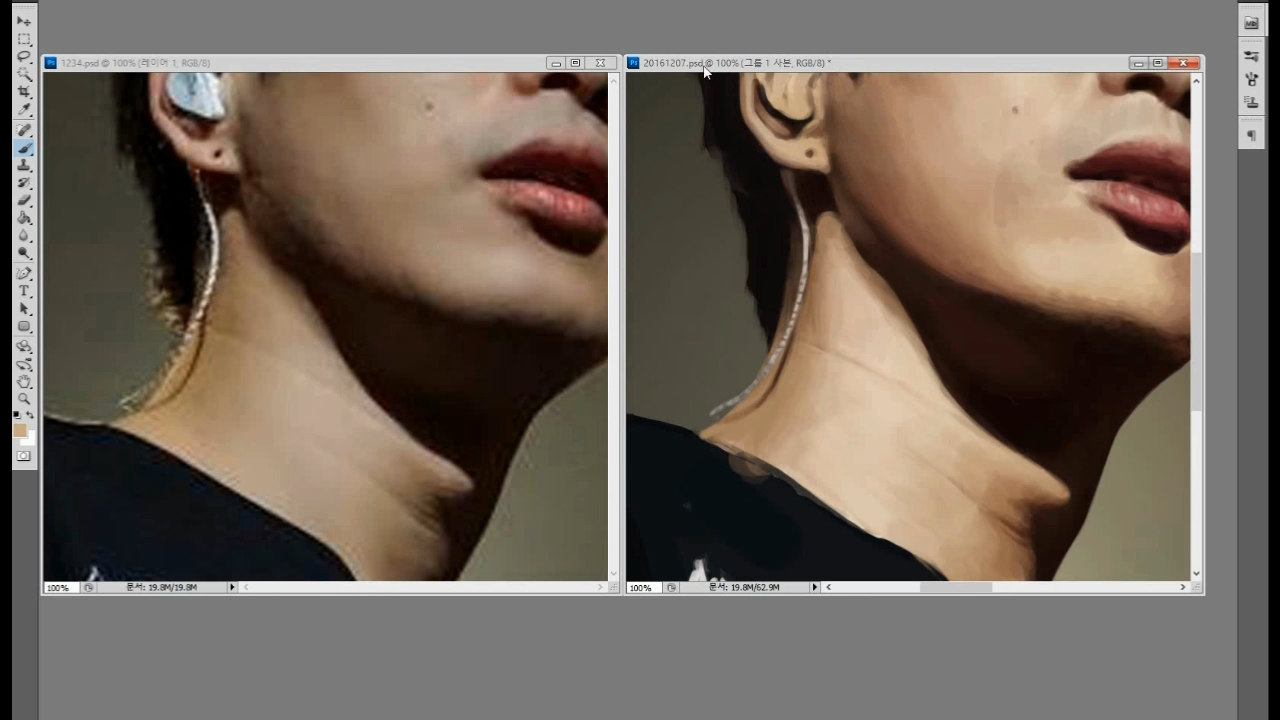 1234.psd @ 100% (레이어 1, RGB/8)
20161207.psd @ 100% (그룹 1 사본, RGB/8) *
100%
문서: 19.8M/19.8M
100%
문서: 19.8M/62.9M